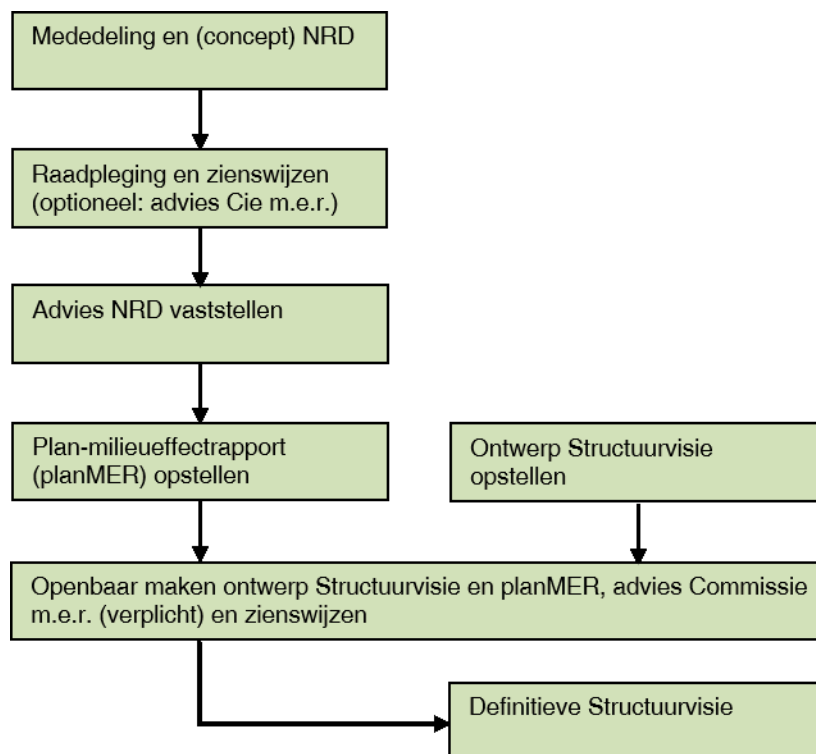 Mededeling en (concept) NRD
Raadpleging en zienswijzen
(optioneel: advies Cie m.e.r.)
Advies NRD vaststellen
Plan-milieueffectrapport
(planMER) opstellen
Ontwerp Structuurvisie
opstellen
Openbaar maken ontwerp Structuurvisie en planMER, advies Commissie
m.e.r. (verplicht) en zienswijzen
Definitieve Structuurvisie